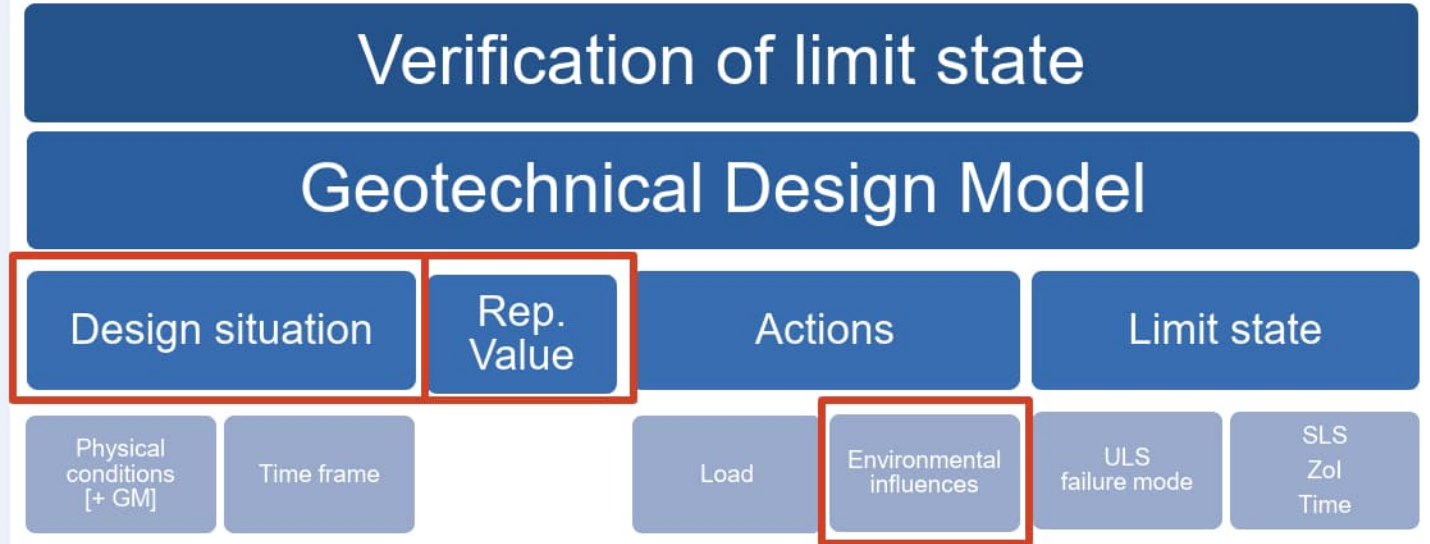 Verification of limit state
Geotechnical Design Model
Design situation
Rep.
Value
Actions
Limit state
Physical
conditions
[+ GM]
Time frame
Load
Environmental
influences
ULS
failure mode
SLS
ZoI
Time